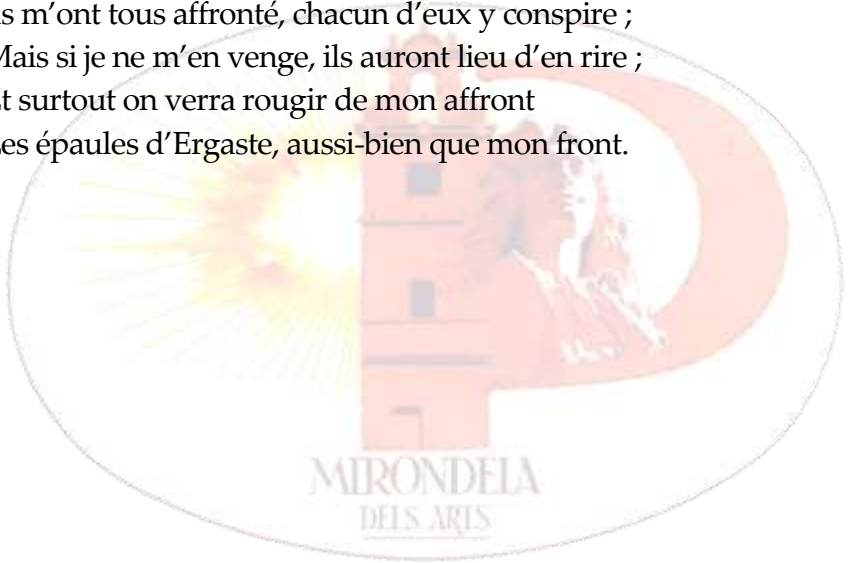 s m’ont tous affronté, chacun d’eux y conspire ;
Mais si je ne m’en venge, ils auront lieu d’en rire ;
t surtout on verra rougir de mon affront
es épaules d’Ergaste, aussi-bien que mon front.
MIRONDELA
DELS ARTS